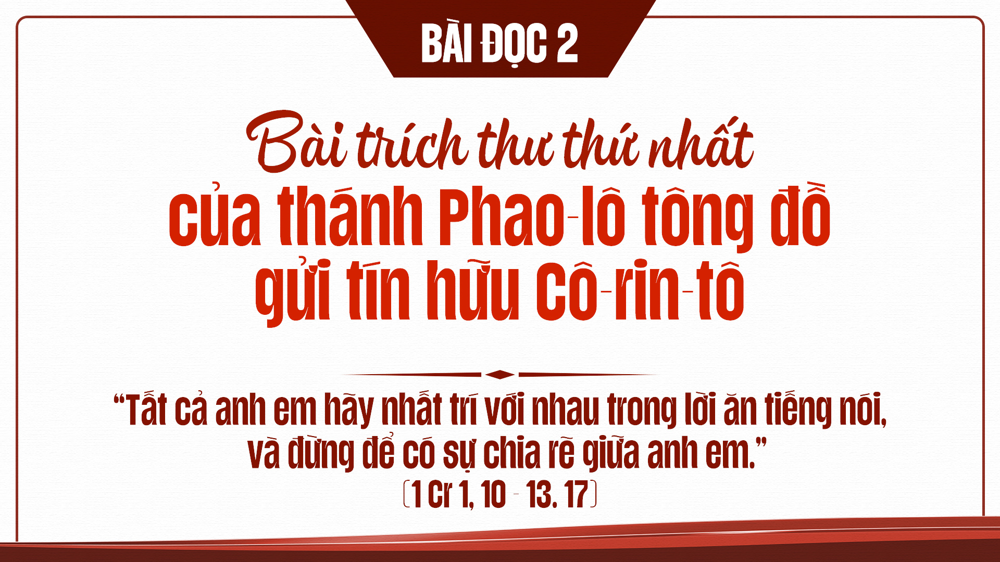 BÀI ĐỌC 2
Bài trích thư thứ nhất
của thánh Phao-lô tông đồ
gửi tín hữu Cô-rin-tô
“Tất cả anh em hãy nhất trí với nhau trong lời ăn tiếng nói,
và đừng để có sự chia rẽ giữa anh em.”
(1 Cr 1, 10 - 13. 17)